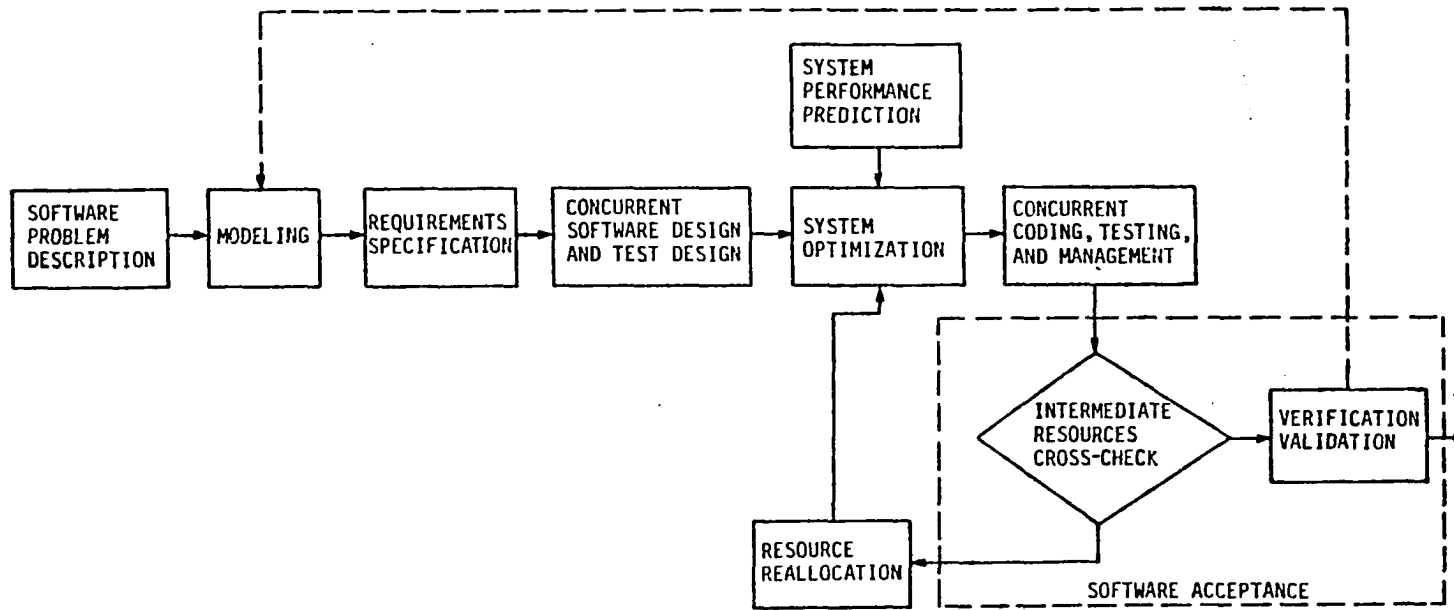 SYSTEM
PERFORMANCE
PREDICTION
SOFTWARE
PROBLEM
DESCRIPTION
MODELING
REQUIREMENTS
SPECIFICATION
CONCURRENT
SOFTWARE DESIGN
AND TEST DESIGN
SYSTEM
OPTIMIZATION
CONCURRENT
CODING, TESTING,
AND MANAGEMENT
INTERMEDIATE
RESOURCES
CROSS-CHECK
VERIFICATION
VALIDATION
RESOURCE
REALLOCATION
SOFTWARE ACCEPTANCE